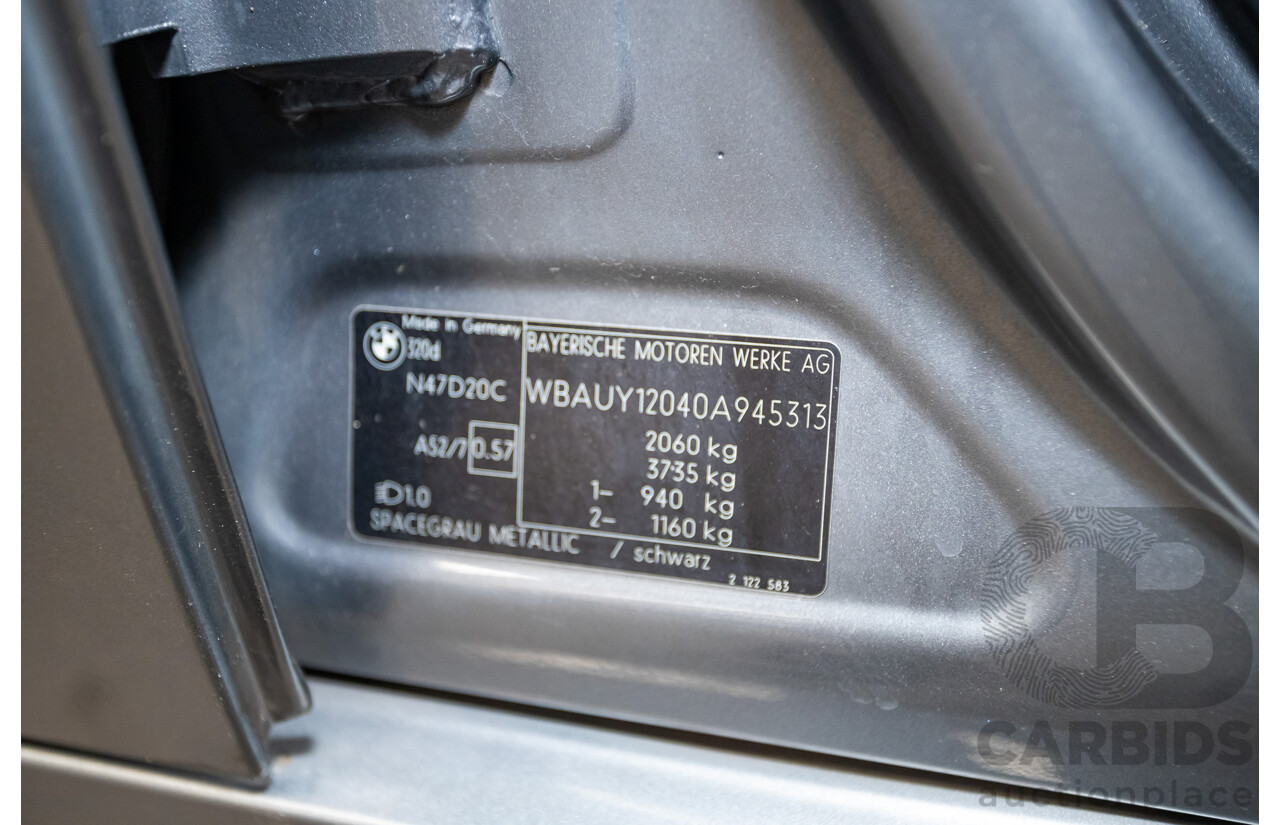 Made in Germany
320d
N47D20C
A52/7 0.57
1.0
SPACEGRAU METALLIC / schwarz
BAYERISCHE MOTOREN WERKE AG
WBAUY12040A945313
2060 kg
3735 kg
1- 940 kg
2- 1160 kg
2 122 583
CB
CARBIDS
auctionplace